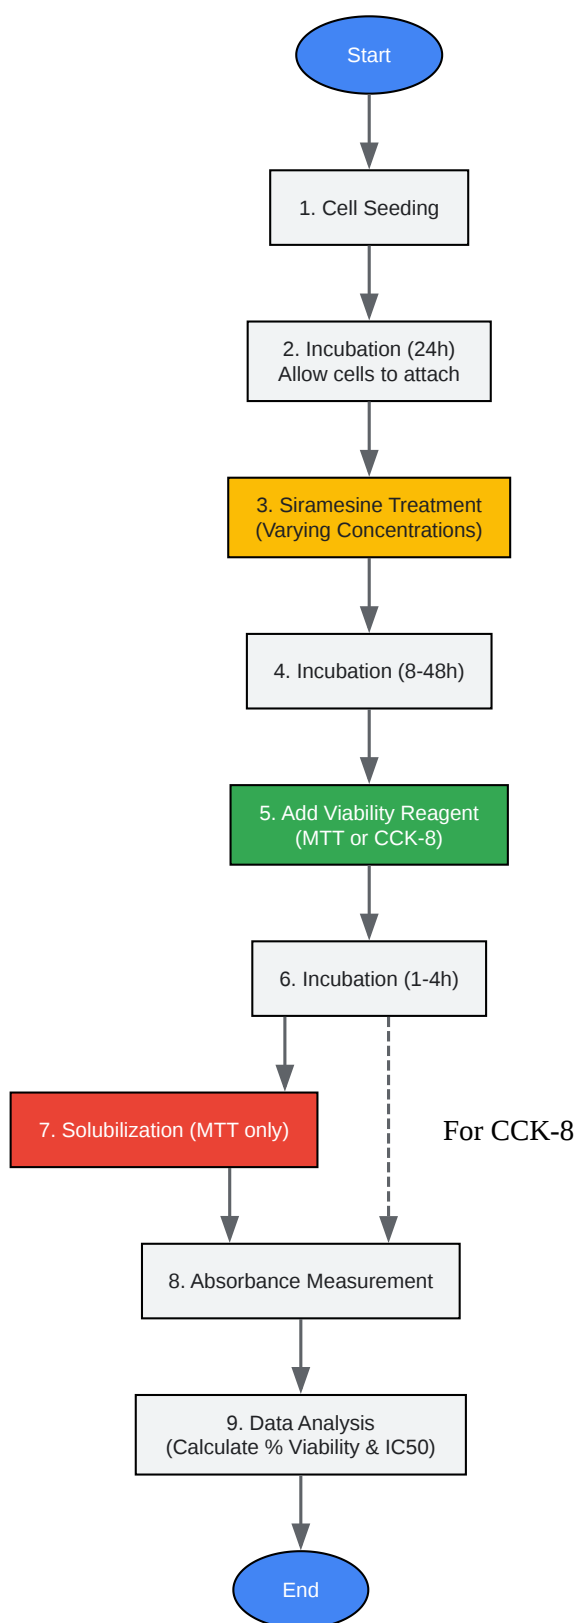 Start
1. Cell Seeding
2. Incubation (24h)
Allow cells to attach
3. Siramesine Treatment
(Varying Concentrations)
4. Incubation (8-48h)
5. Add Viability Reagent
(MTT or CCK-8)
6. Incubation (1-4h)
7. Solubilization (MTT only)
For CCK-8
8. Absorbance Measurement
9. Data Analysis
(Calculate % Viability & IC50)
End